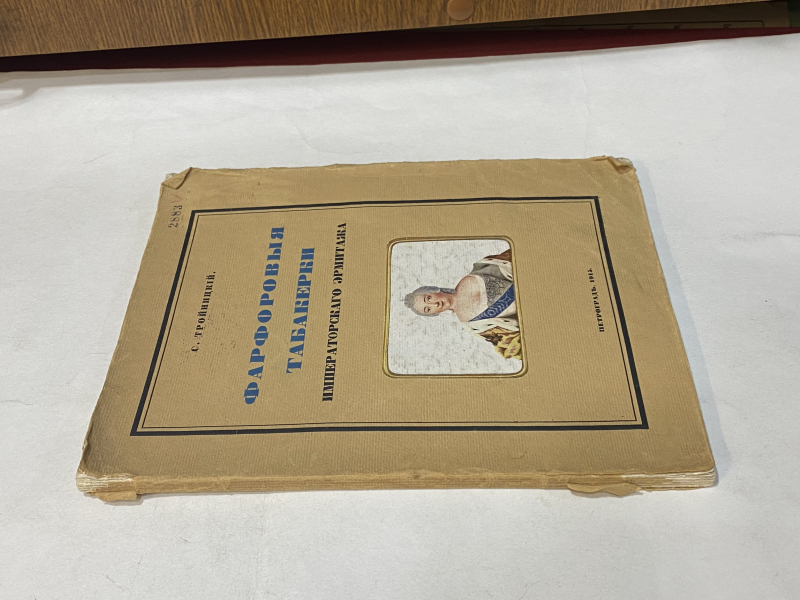 2883
С. ТРОЙНИЦКІЙ.
ФАРФОРОВЫЯ
ТАБАКЕРКИ
ИМПЕРАТОРСКАГО ЭРМИТАЖА
ПЕТРОГРАДЪ. 1915.